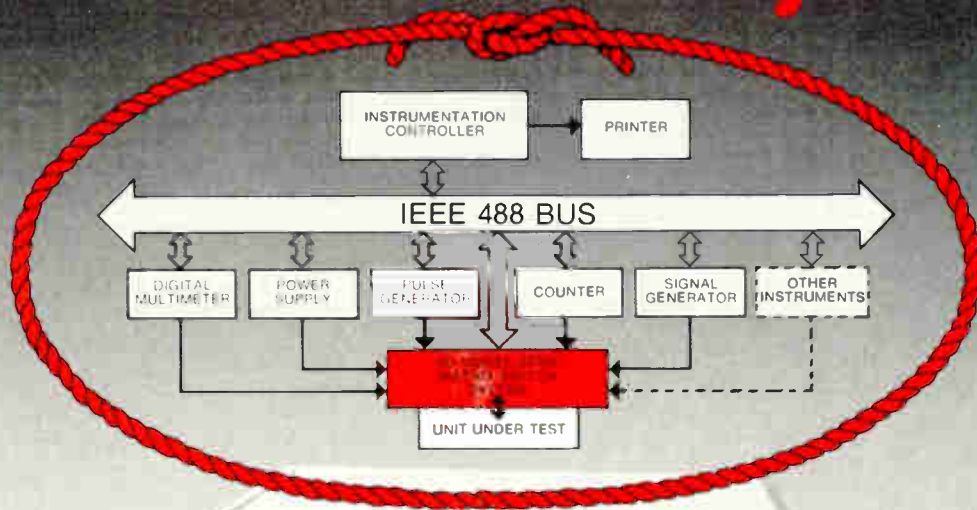 INSTRUMENTATION
CONTROLLER
PRINTER
IEEE 488 BUS
DIGITAL
MULTIMETER
POWER
SUPPLY
PULSE
GENERATOR
COUNTER
SIGNAL
GENERATOR
OTHER
INSTRUMENTS
UNIT UNDER TEST